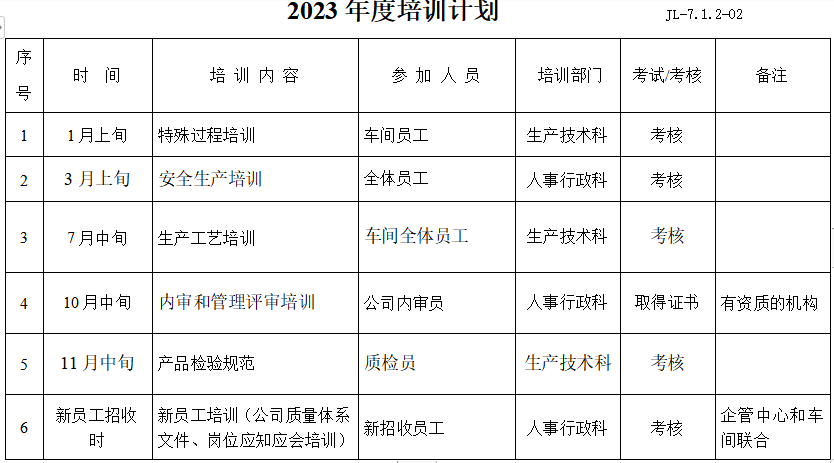 2023 年度培训计划
JL-7.1.2-02
序号 时 间 培 训 内 容 参 加 人 员 培训部门 考试/考核 备注
1 1月上旬 特殊过程培训 车间员工 生产技术科 考核
2 3月上旬 安全生产培训 全体员工 人事行政科 考核
3 7月中旬 生产工艺培训 车间全体员工 生产技术科 考核
4 10月中旬 内审和管理评审培训 公司内审员 人事行政科 取得证书 有资质的机构
5 11月中旬 产品检验规范 质检员 生产技术科 考核
6 新员工招收时 新员工培训（公司质量体系文件、岗位应知应会培训） 新招收员工 人事行政科 考核 企管中心和车间联合